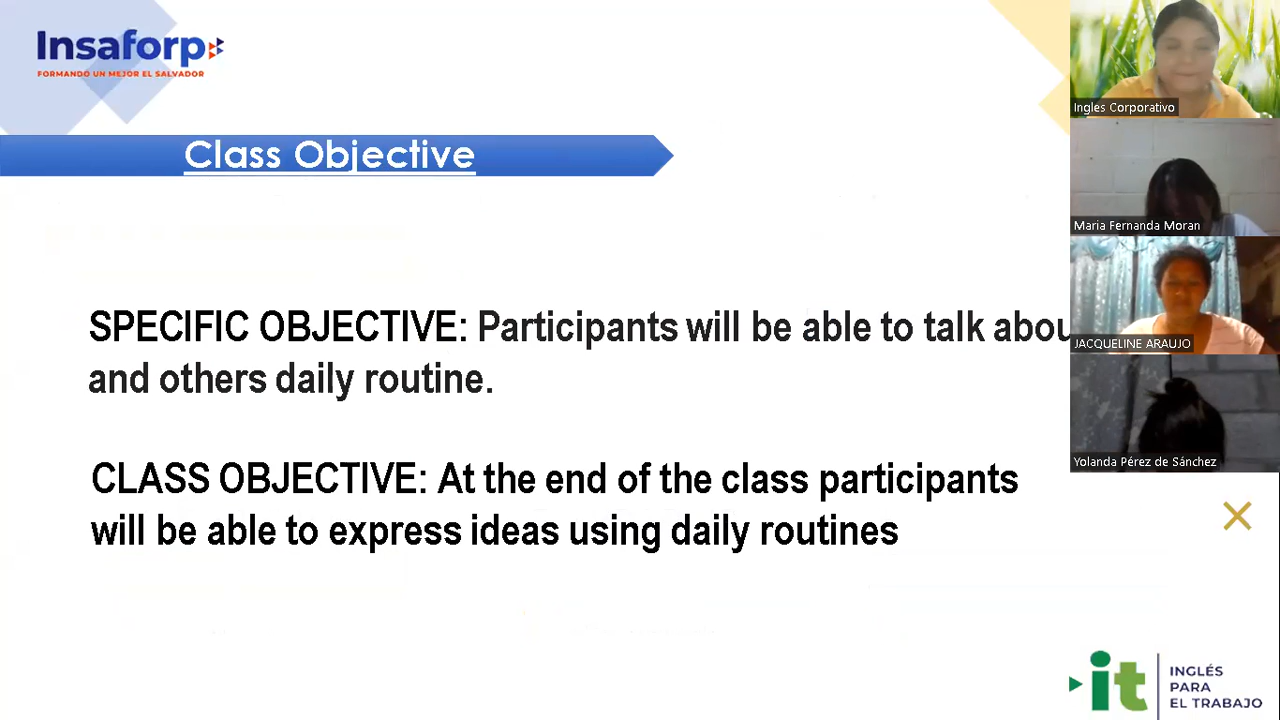 Insaforp
FORMANDO UN MEJOR EL SALVADOR
Class Objective
SPECIFIC OBJECTIVE: Participants will be able to talk abou
and others daily routine.
CLASS OBJECTIVE: At the end of the class participants
will be able to express ideas using daily routines
Ingles Corporativo
Maria Fernanda Moran
JACQUELINE ARAUJO
Yolanda Pérez de Sánchez
it
INGLÉS
PARA
EL TRABAJO